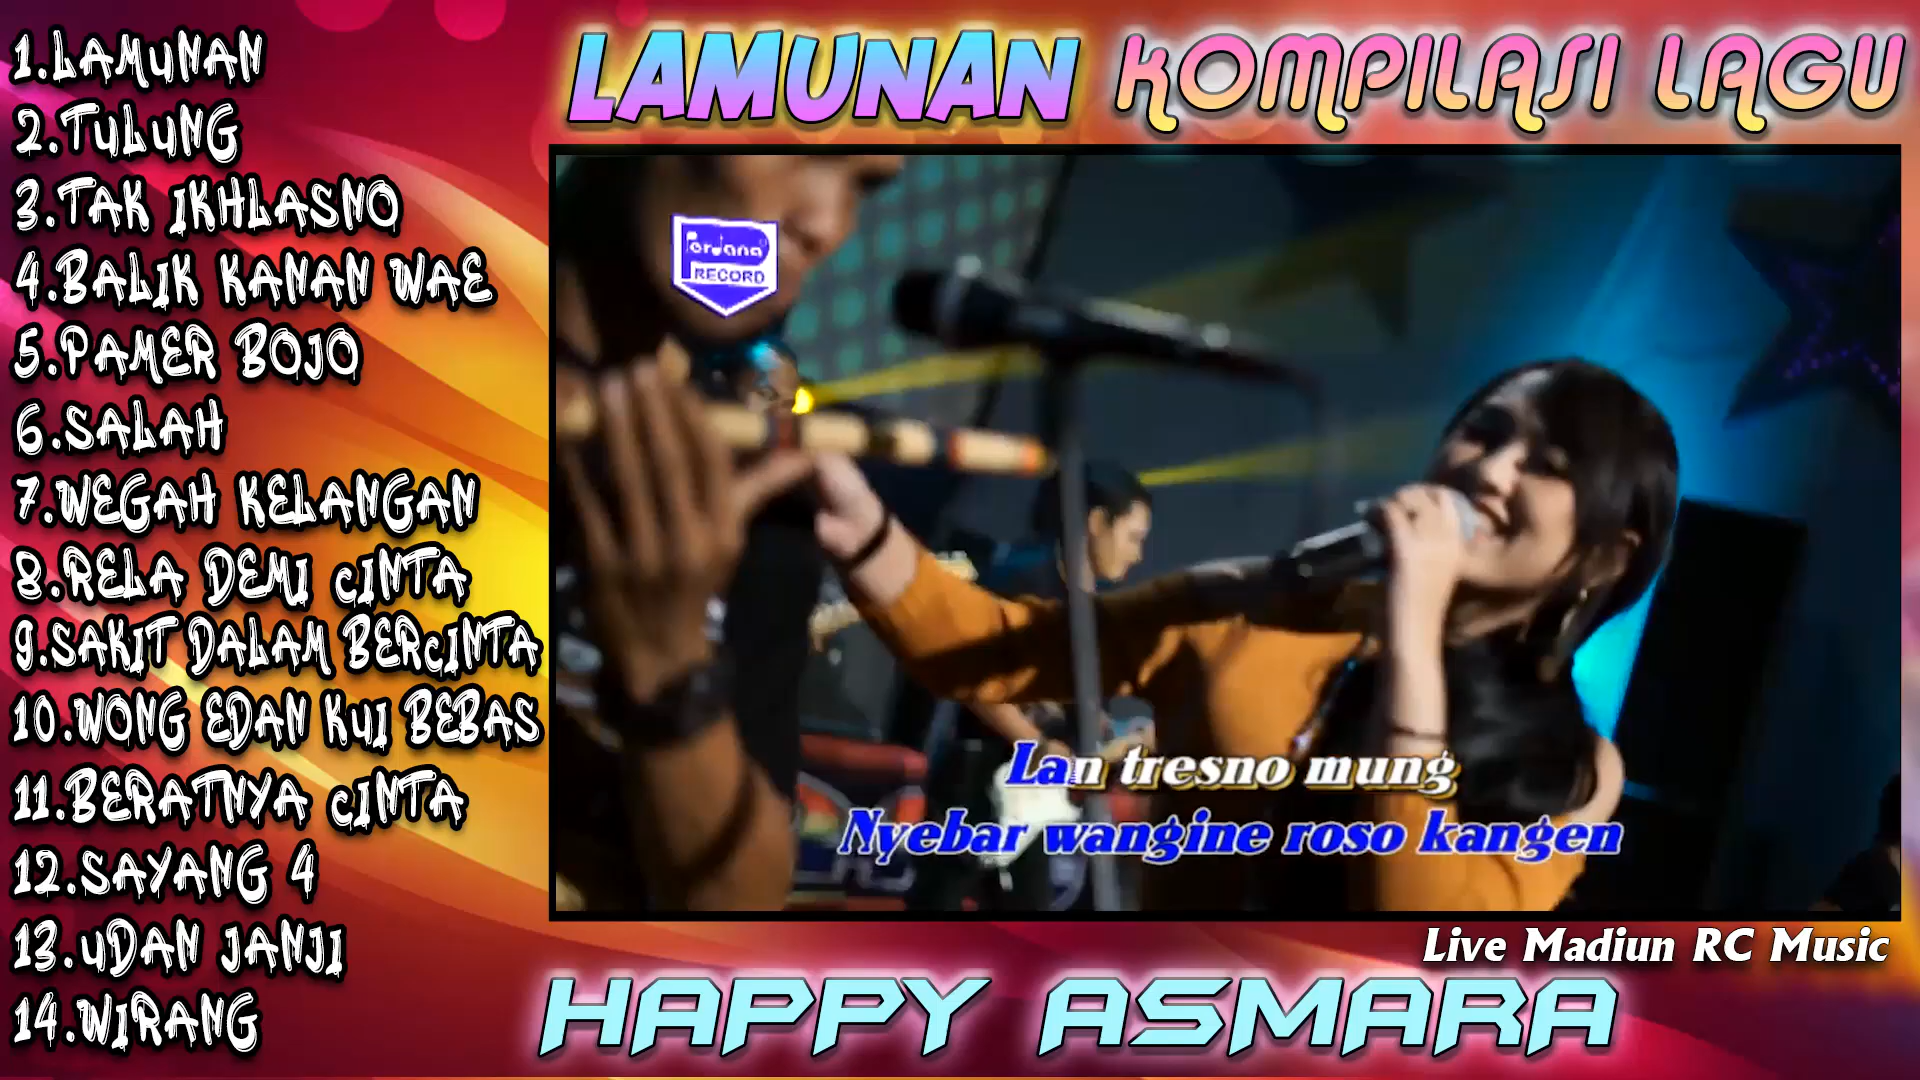 LAMUNAN KOMPILASI LAGU
1.LAMUNAN
2.TULUNG
3.TAK IKHLASNO
4.BALIK KANAN WAE
5.PAMER BOJO
6.SALAH
7.WEGAH KELANGAN
8.RELA DEMI CINTA
9.SAKIT DALAM BERCINTA
10.WONG EDAN KUI BEBAS
11.BERATNYA CINTA
12.SAYANG 4
13.UDAN JANJI
14.WIRANG
Perdana
RECORD
Lan tresno mung
Nyebar wangine roso kangen
Live Madiun RC Music
HAPPY ASMARA